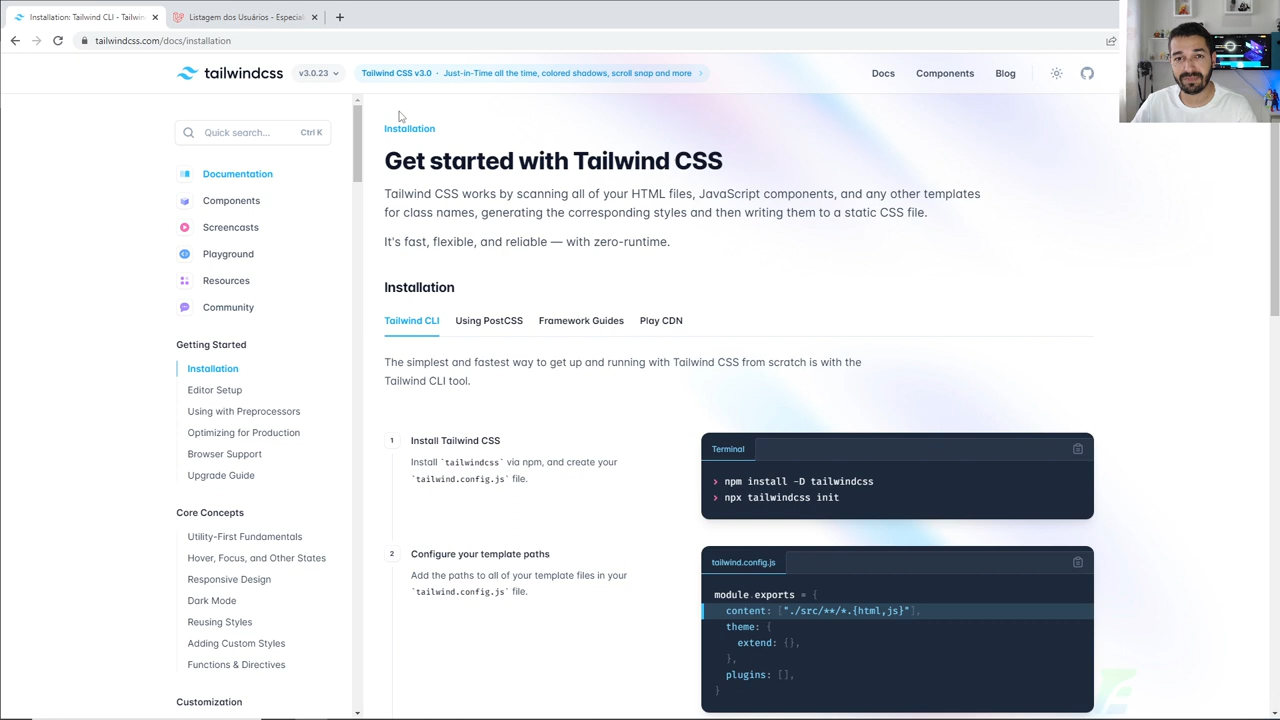 Installation: Tailwind CLI - Tailwin
Listagem dos Usuários - Especiali
tailwindcss.com/docs/installation
tailwindcss
v3.0.23
Tailwind CSS v3.0 · Just-in-Time all the time, colored shadows, scroll snap and more
Docs
Components
Blog
Quick search...
Ctrl K
Documentation
Components
Screencasts
Playground
Resources
Community
Getting Started
Installation
Editor Setup
Using with Preprocessors
Optimizing for Production
Browser Support
Upgrade Guide
Core Concepts
Utility-First Fundamentals
Hover, Focus, and Other States
Responsive Design
Dark Mode
Reusing Styles
Adding Custom Styles
Functions & Directives
Customization
Installation
Get started with Tailwind CSS
Tailwind CSS works by scanning all of your HTML files, JavaScript components, and any other templates
for class names, generating the corresponding styles and then writing them to a static CSS file.
It's fast, flexible, and reliable — with zero-runtime.
Installation
Tailwind CLI
Using PostCSS
Framework Guides
Play CDN
The simplest and fastest way to get up and running with Tailwind CSS from scratch is with the
Tailwind CLI tool.
1
Install Tailwind CSS
Install `tailwindcss` via npm, and create your
`tailwind.config.js` file.
Terminal
> npm install -D tailwindcss
> npx tailwindcss init
2
Configure your template paths
Add the paths to all of your template files in your
`tailwind.config.js` file.
tailwind.config.js
module.exports = {
content: ["./src/**/*.{html,js}"],
theme: {
extend: {},
},
plugins: [],
}